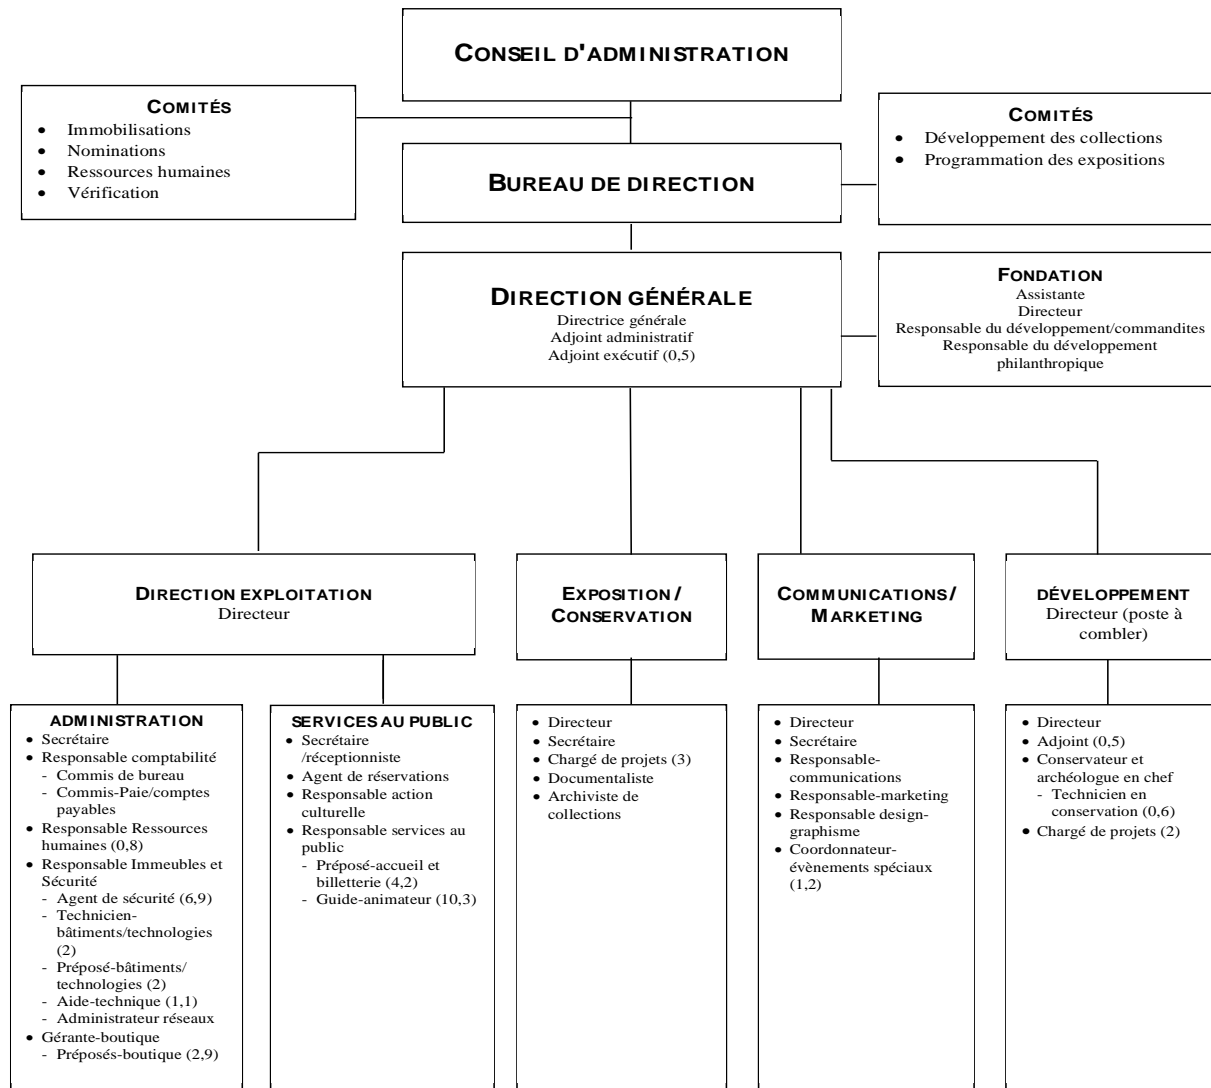 CONSEIL D'ADMINISTRATION
COMITÉS
• Immobilisations
• Nominations
• Ressources humaines
• Vérification
COMITÉS
• Développement des collections
• Programmation des expositions
BUREAU DE DIRECTION
DIRECTION GÉNÉRALE
Directrice générale
Adjoint administratif
Adjoint exécutif (0,5)
FONDATION
Assistante
Directeur
Responsable du développement/commandites
Responsable du développement
philanthropique
DIRECTION EXPLOITATION
Directeur
EXPOSITION /
CONSERVATION
COMMUNICATIONS/
MARKETING
DÉVELOPPEMENT
Directeur (poste à
combler)
ADMINISTRATION
• Secrétaire
• Responsable comptabilité
- Commis de bureau
- Commis-Paie/comptes
payables
• Responsable Ressources
humaines (0,8)
• Responsable Immeubles et
Sécurité
- Agent de sécurité (6,9)
- Technicien-
bâtiments/technologies
(2)
- Préposé-bâtiments/
technologies (2)
- Aide-technique (1,1)
- Administrateur réseaux
• Gérante-boutique
- Préposés-boutique (2,9)
SERVICES AU PUBLIC
• Secrétaire
/réceptionniste
• Agent de réservations
• Responsable action
culturelle
• Responsable services au
public
- Préposé-accueil et
billetterie (4,2)
- Guide-animateur (10,3)
• Directeur
• Secrétaire
• Chargé de projets (3)
• Documentaliste
• Archiviste de
collections
• Directeur
• Secrétaire
• Responsable-
communications
• Responsable-marketing
• Responsable design-
graphisme
• Coordonnateur-
évènements spéciaux
(1,2)
• Directeur
• Adjoint (0,5)
• Conservateur et
archéologue en chef
- Technicien en
conservation (0,6)
• Chargé de projets (2)